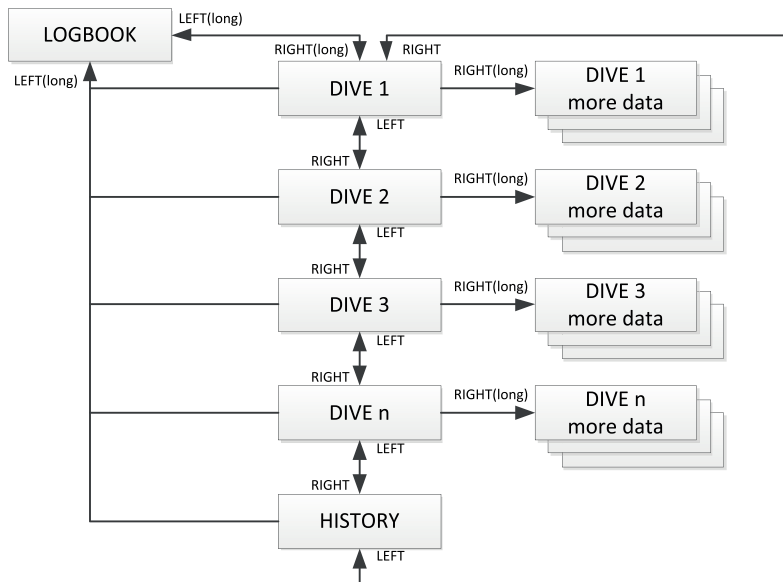 LOGBOOK
LEFT(long)
RIGHT(long)
RIGHT
LEFT(long)
DIVE 1
RIGHT(long)
DIVE 1
more data
LEFT
RIGHT
DIVE 2
RIGHT(long)
DIVE 2
more data
LEFT
RIGHT
DIVE 3
RIGHT(long)
DIVE 3
more data
LEFT
RIGHT
DIVE n
RIGHT(long)
DIVE n
more data
LEFT
RIGHT
HISTORY
LEFT